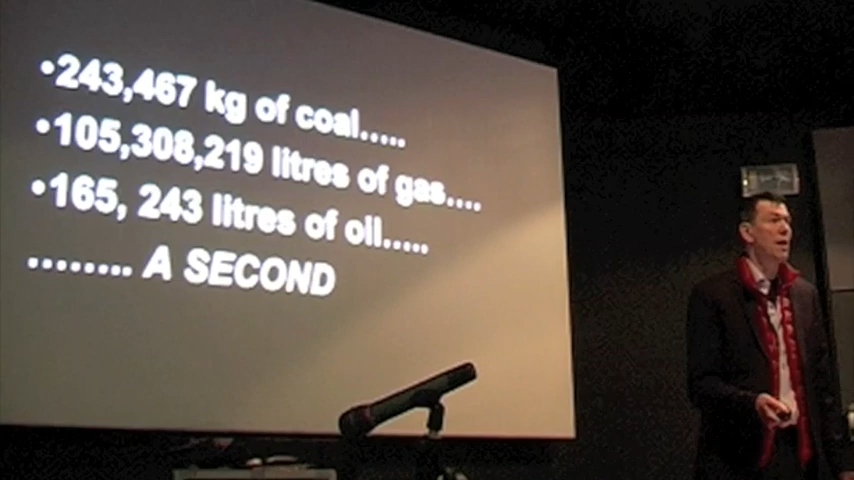 •243,467 kg of coal.....
•105,308,219 litres of gas....
•165, 243 litres of oil.....
........ A SECOND